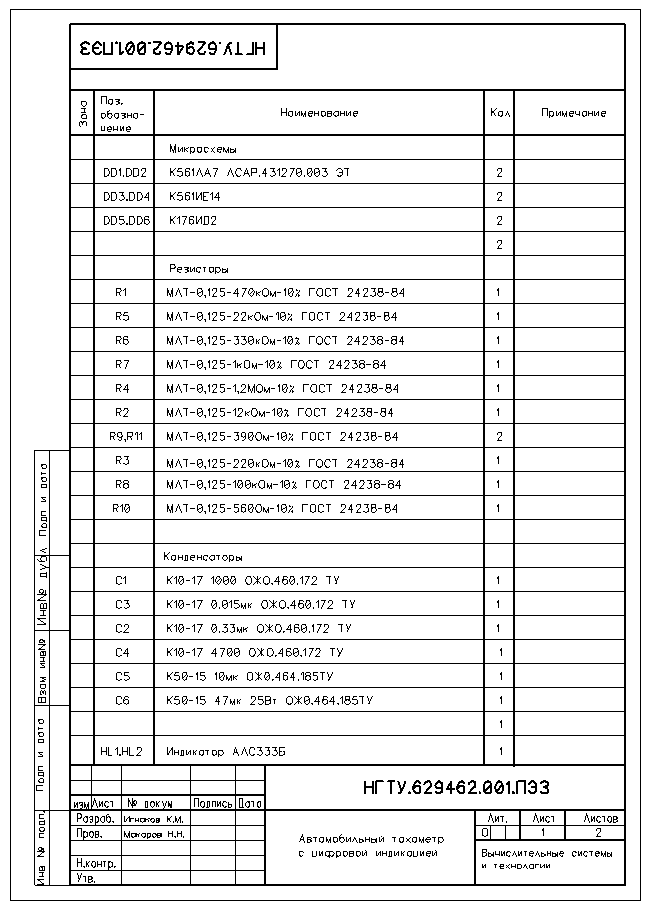 НГТУ.629462.001.ПЭЗ
Зона Поз. обозна- чение Наименование Кол Примечание
Микросхемы
DD1.DD2 К561ЛА7 ЛСАР.431270.003 ЭТ 2
DD3.DD4 К561ИЕ14 2
DD5.DD6 К176ИD2 2
2
Резисторы
R1 МЛТ-0,125-470кОм-10% ГОСТ 24238-84 1
R5 МЛТ-0,125-22кОм-10% ГОСТ 24238-84 1
R6 МЛТ-0,125-330кОм-10% ГОСТ 24238-84 1
R7 МЛТ-0,125-1кОм-10% ГОСТ 24238-84 1
R4 МЛТ-0,125-1,2МОм-10% ГОСТ 24238-84 1
R2 МЛТ-0,125-12кОм-10% ГОСТ 24238-84 1
R9,R11 МЛТ-0,125-390Ом-10% ГОСТ 24238-84 2
R3 МЛТ-0,125-220кОм-10% ГОСТ 24238-84 1
R8 МЛТ-0,125-100кОм-10% ГОСТ 24238-84 1
R10 МЛТ-0,125-560Ом-10% ГОСТ 24238-84 1
Конденсаторы
C1 К10-17 1000 ОЖО.460.172 ТУ 1
C3 К10-17 0,015мк ОЖО.460.172 ТУ 1
C2 К10-17 0,33мк ОЖО.460.172 ТУ 1
C4 К10-17 4700 ОЖО.460.172 ТУ 1
C5 К50-15 10мк ОЖ0.464.185ТУ 1
C6 К50-15 47мк 25Вт ОЖ0.464.185ТУ 1
1
HL1.HL2 Индикатор АЛС333Б 1
Подп и дата
Инв№ дубл
Взам инв№
Подп и дата
Инв № подл.
НГТУ.629462.001.ПЭЗ
изм Лист № докум Подпись Дата
Разраб. Игнаков К.М.
Пров. Макаров Н.Н.
Н.контр.
Утв.
Автомобильный тахометр
с цифровой индикацией
Лит. Лист Листов
О 1 2
Вычислительные системы
и технологии